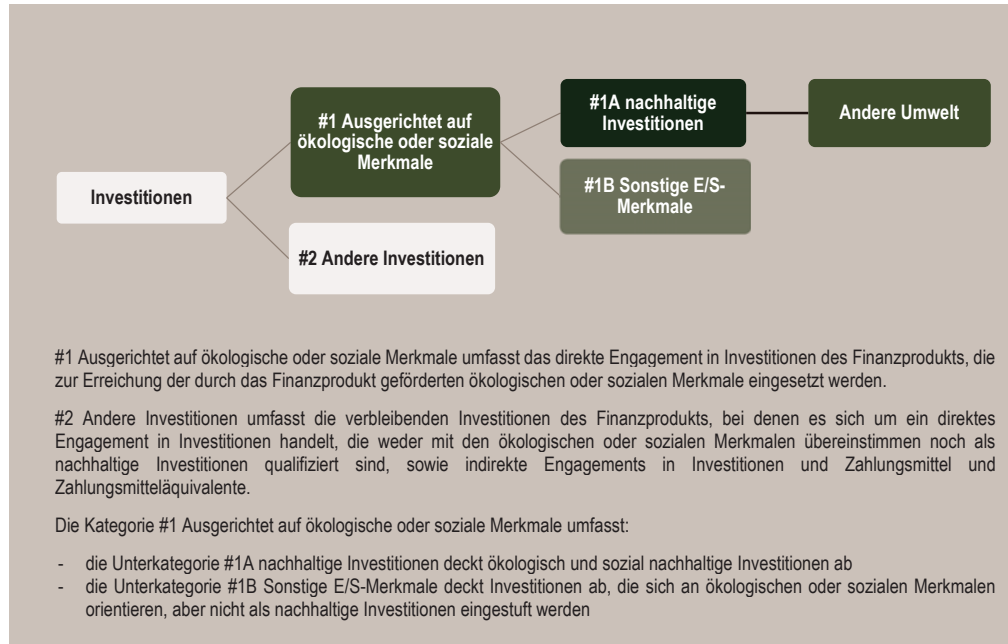 #1 Ausgerichtet auf
ökologische oder soziale
Merkmale
#1A nachhaltige
Investitionen
Andere Umwelt
Investitionen
#1B Sonstige E/S-
Merkmale
#2 Andere Investitionen
#1 Ausgerichtet auf ökologische oder soziale Merkmale umfasst das direkte Engagement in Investitionen des Finanzprodukts, die
zur Erreichung der durch das Finanzprodukt geförderten ökologischen oder sozialen Merkmale eingesetzt werden.
#2 Andere Investitionen umfasst die verbleibenden Investitionen des Finanzprodukts, bei denen es sich um ein direktes
Engagement in Investitionen handelt, die weder mit den ökologischen oder sozialen Merkmalen übereinstimmen noch als
nachhaltige Investitionen qualifiziert sind, sowie indirekte Engagements in Investitionen und Zahlungsmittel und
Zahlungsmitteläquivalente.
Die Kategorie #1 Ausgerichtet auf ökologische oder soziale Merkmale umfasst:
- die Unterkategorie #1A nachhaltige Investitionen deckt ökologisch und sozial nachhaltige Investitionen ab
- die Unterkategorie #1B Sonstige E/S-Merkmale deckt Investitionen ab, die sich an ökologischen oder sozialen Merkmalen
orientieren, aber nicht als nachhaltige Investitionen eingestuft werden